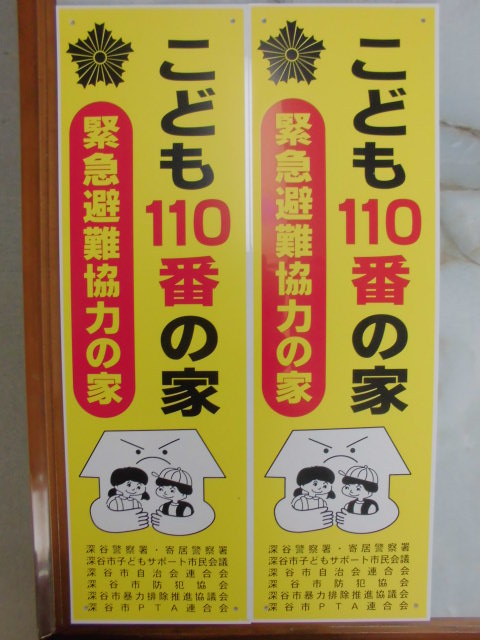 こども110番の家
緊急避難協力の家
深谷警察署・寄居警察署
深谷市子どもサポート市民会議
深谷市自治会連合会
深谷市防犯協会
深谷市暴力排除推進協議会
深谷市PTA連合会
こども110番の家
緊急避難協力の家
深谷警察署・寄居警察署
深谷市子どもサポート市民会議
深谷市自治会連合会
深谷市防犯協会
深谷市暴力排除推進協議会
深谷市PTA連合会